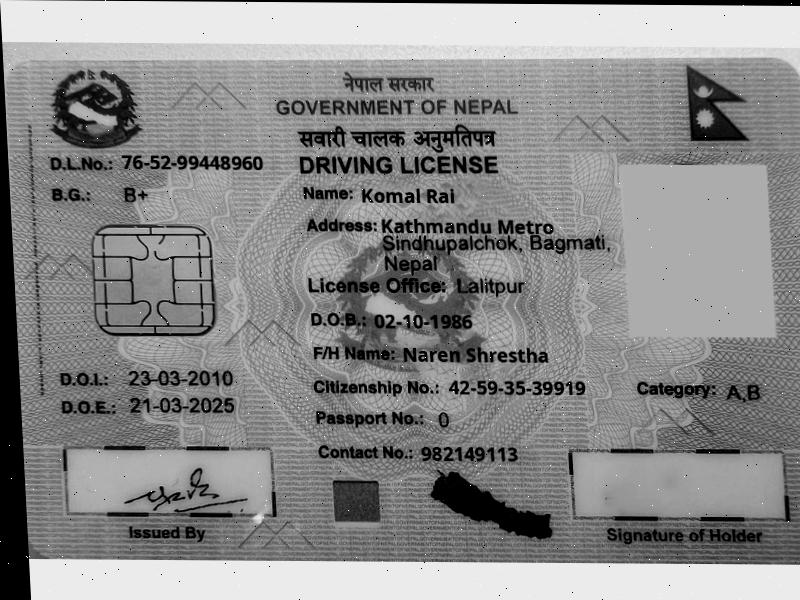 नेपाल सरकार
GOVERNMENT OF NEPAL
सवारी चालक अनुमतिपत्र
DRIVING LICENSE
D.L.No.: 76-52-99448960
B.G.: B+
Name: Komal Rai
Address: Kathmandu Metro
Sindhupalchok, Bagmati,
Nepal
License Office: Lalitpur
D.O.B.: 02-10-1986
F/H Name: Naren Shrestha
D.O.I.: 23-03-2010
Citizenship No.: 42-59-35-39919
Category: A,B
D.O.E.: 21-03-2025
Passport No.: 0
Contact No.: 982149113
Issued By
Signature of Holder